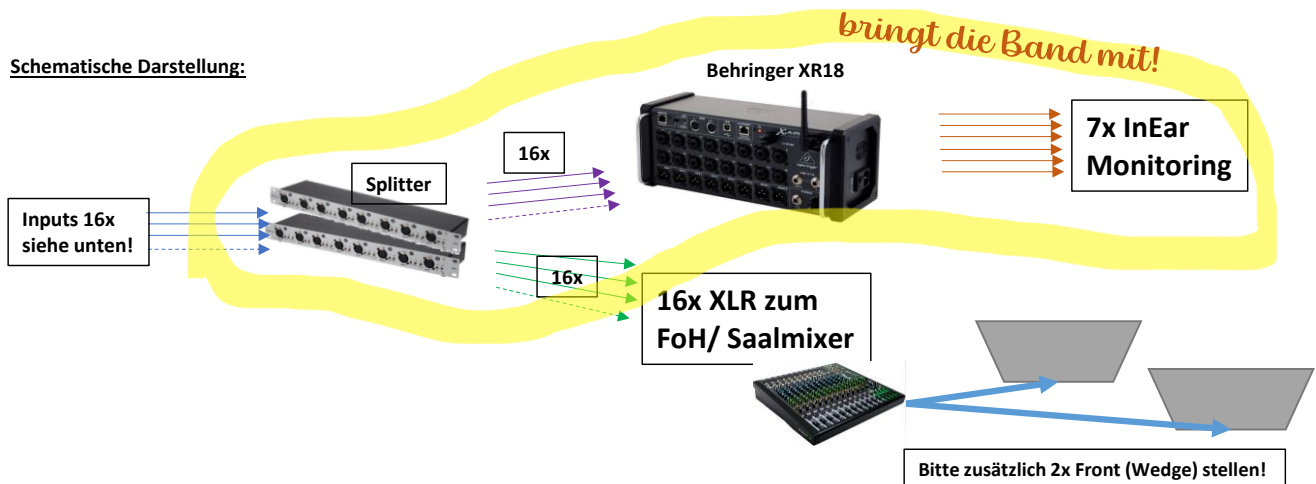 bringt die Band mit!
Schematische Darstellung:
Behringer XR18
16x
7x InEar
Monitoring
Splitter
Inputs 16x
siehe unten!
16x
16x XLR zum
FoH/ Saalmixer
Bitte zusätzlich 2x Front (Wedge) stellen!